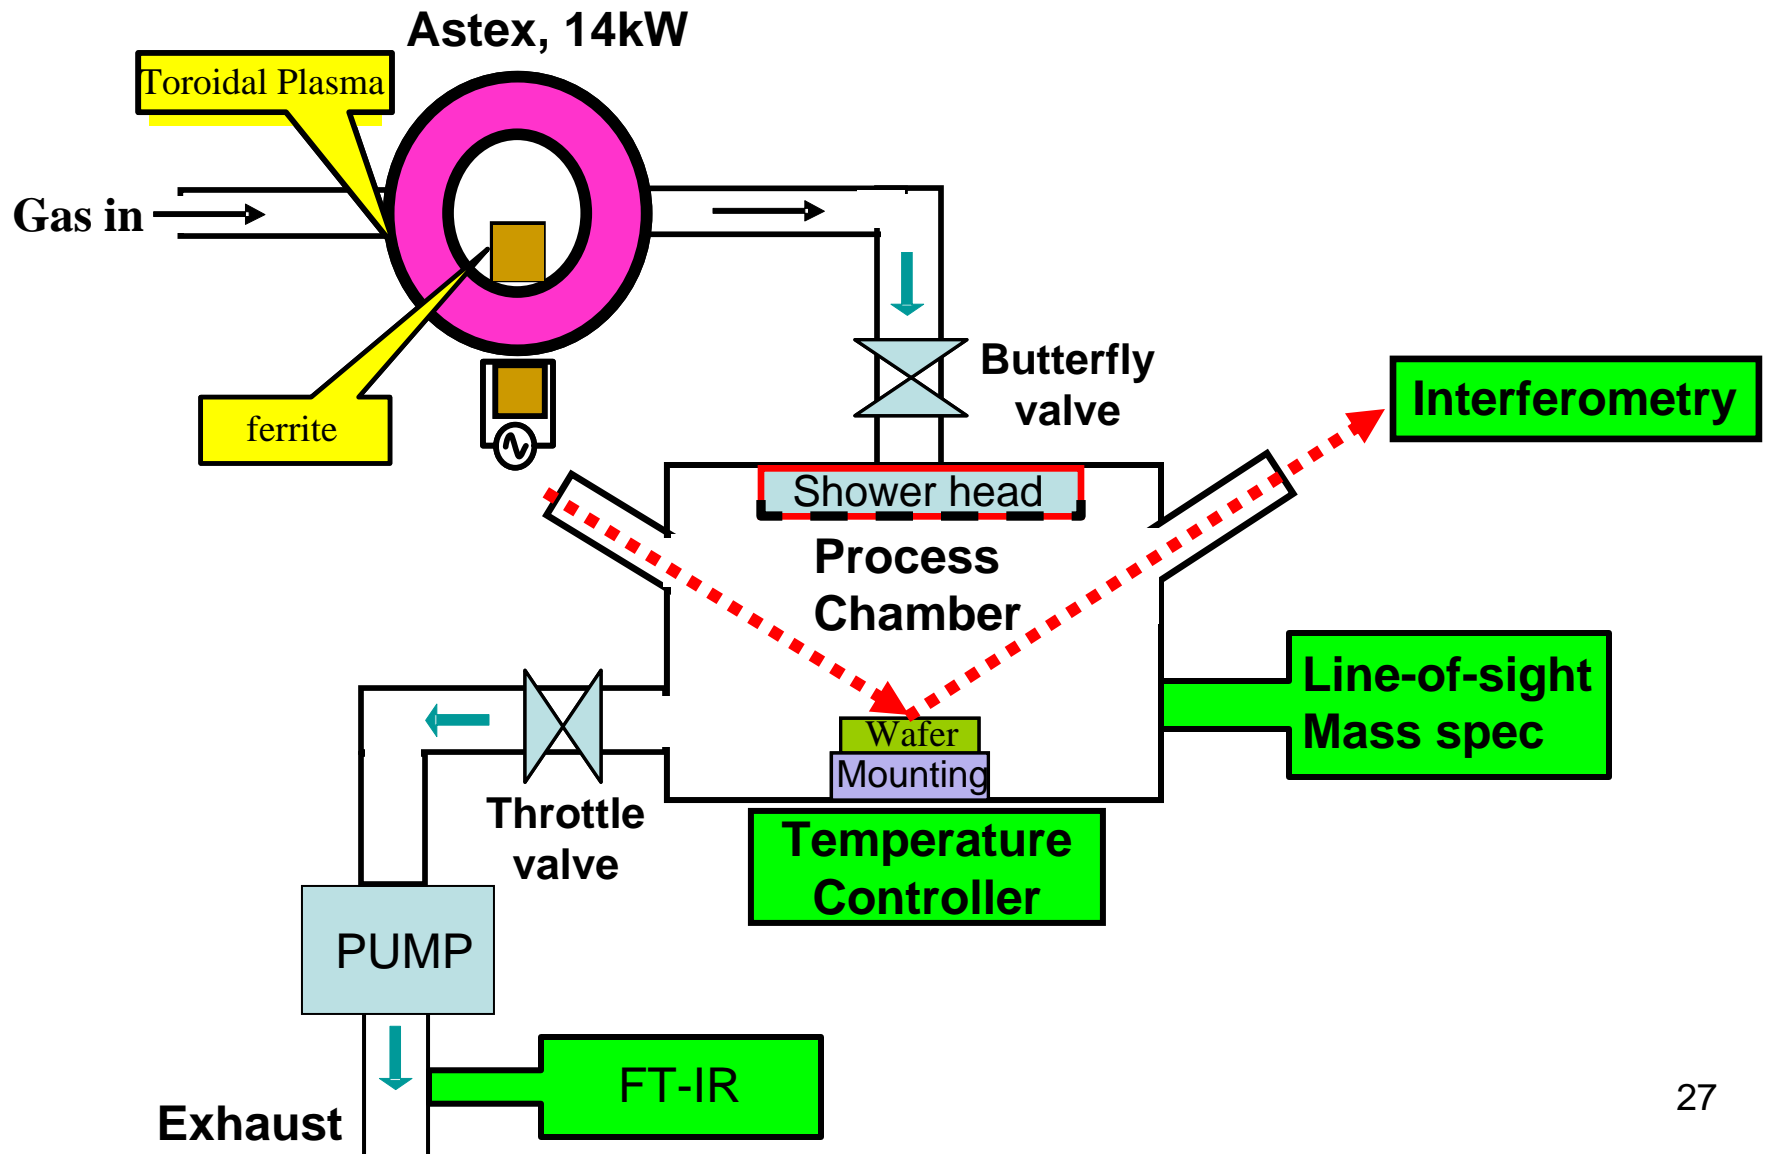 Astex, 14kW
Toroidal Plasma
Gas in
ferrite
Butterfly
valve
Interferometry
Shower head
Process
Chamber
Line-of-sight
Mass spec
Wafer
Mounting
Throttle
valve
Temperature
Controller
PUMP
FT-IR
Exhaust
27